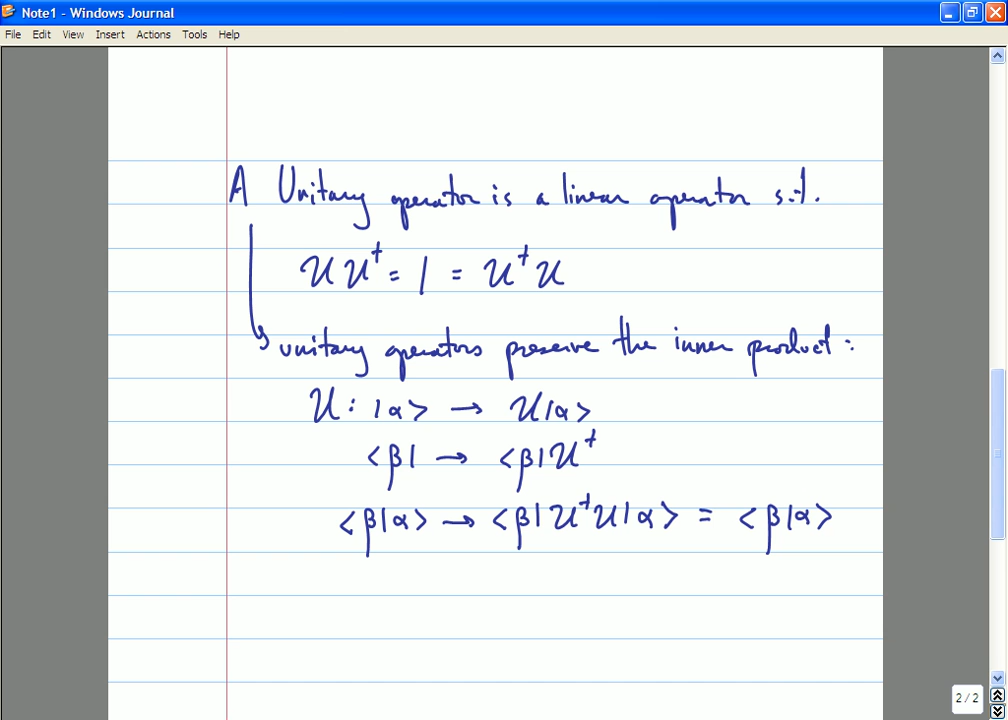 Note1 - Windows Journal
File Edit View Insert Actions Tools Help
A Unitary operator is a linear operator s.t.
U U† = 1 = U† U
unitary operators preserve the inner product:
U: |α> → U|α>
<β| → <β|U†
<β|α> → <β|U†U|α> = <β|α>
2 / 2